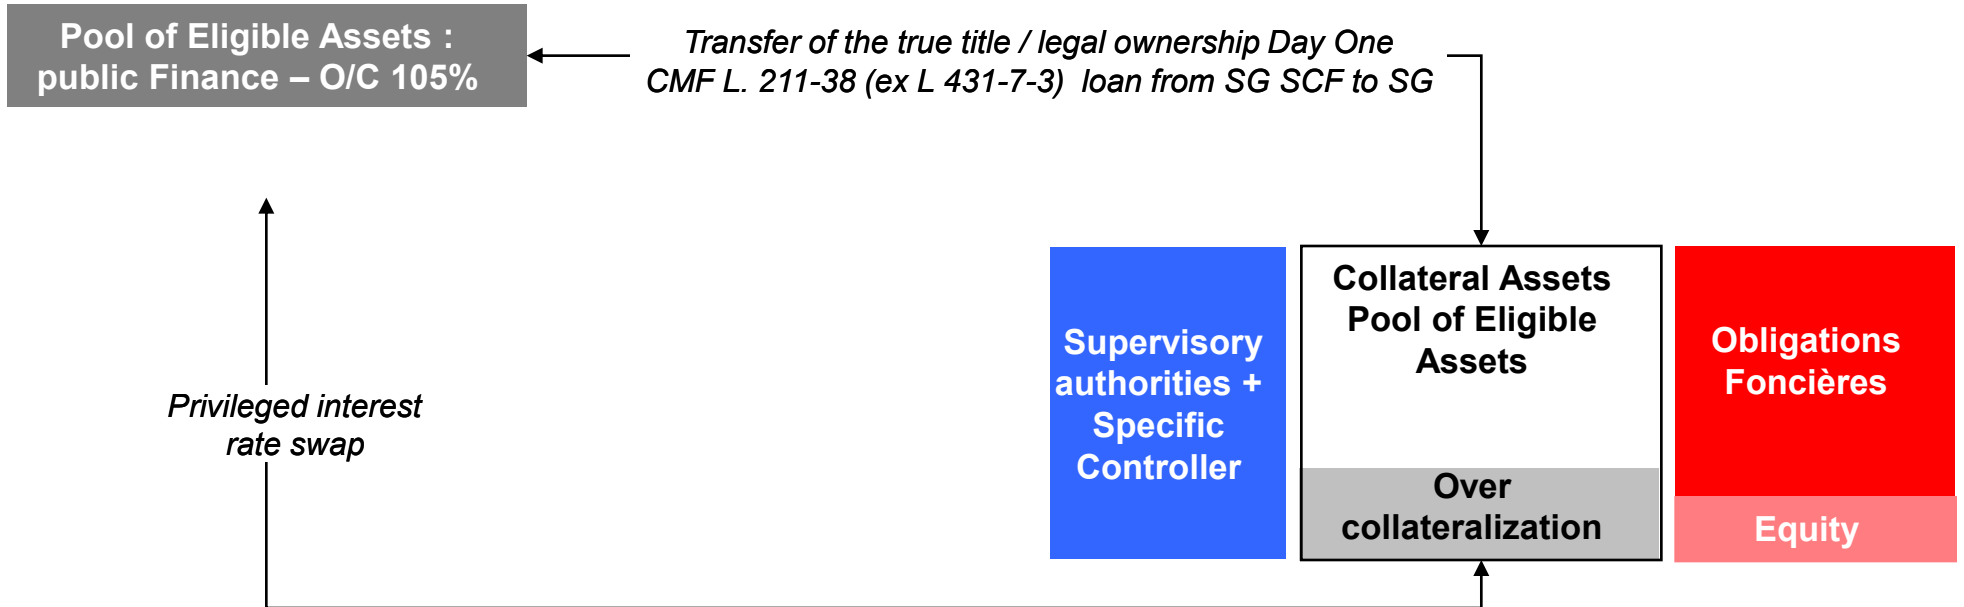 Pool of Eligible Assets :
public Finance – O/C 105%
Transfer of the true title / legal ownership Day One
CMF L. 211-38 (ex L 431-7-3) loan from SG SCF to SG
Privileged interest
rate swap
Supervisory
authorities +
Specific
Controller
Collateral Assets
Pool of Eligible
Assets
Over
collateralization
Obligations
Foncières
Equity